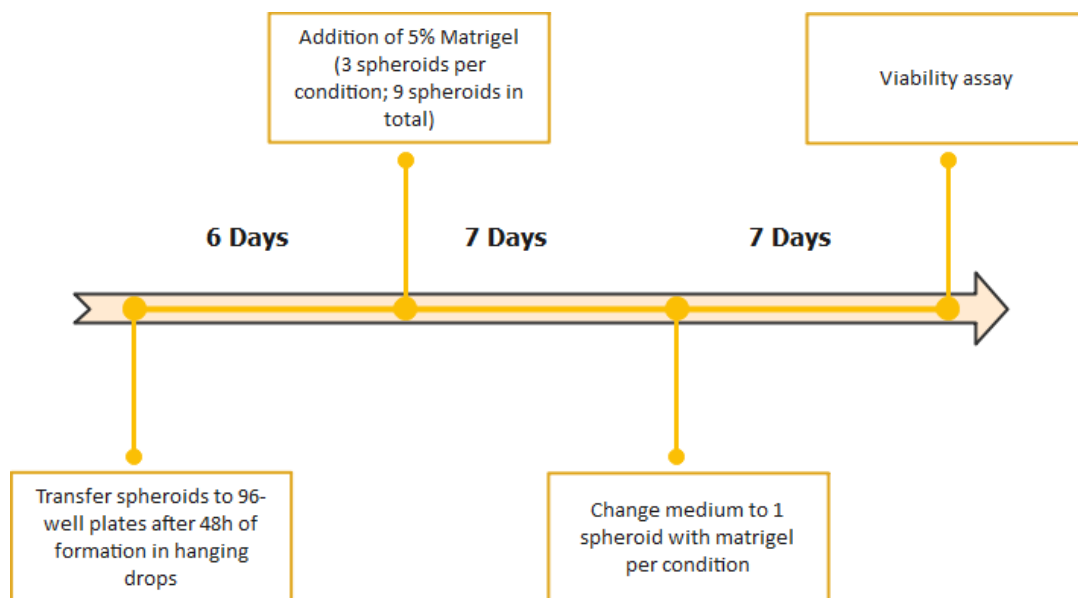 Addition of 5% Matrigel
(3 spheroids per
condition; 9 spheroids in
total)
Viability assay
6 Days
7 Days
7 Days
Transfer spheroids to 96-
well plates after 48h of
formation in hanging
drops
Change medium to 1
spheroid with matrigel
per condition